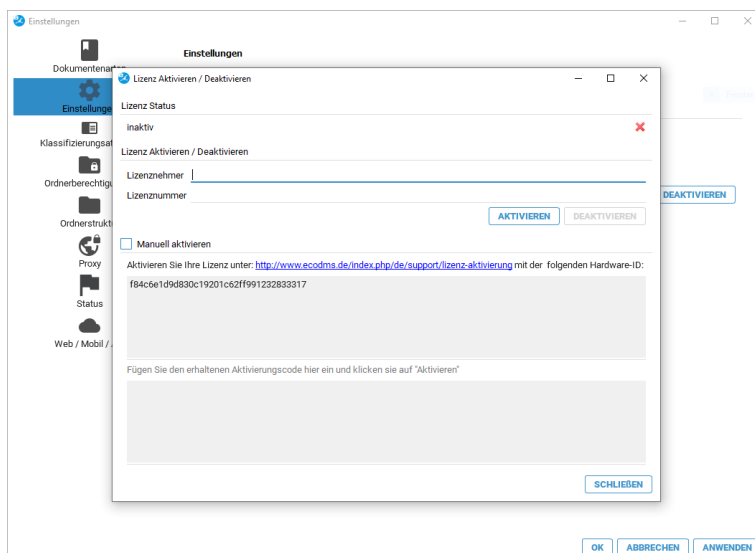 Einstellungen
Einstellungen
Dokumentenarten
Einstellunge
Klassifizierungsat
Ordnerberechtigu
Ordnerstrukt
Proxy
Status
Web / Mobil /
Lizenz Aktivieren / Deaktivieren
Lizenz Status
inaktiv
Lizenz Aktivieren / Deaktivieren
Lizenznehmer
Lizenznummer
AKTIVIEREN DEAKTIVIEREN
DEAKTIVIEREN
Manuell aktivieren
Aktivieren Sie Ihre Lizenz unter: http://www.ecodms.de/index.php/de/support/lizenz-aktivierung mit der folgenden Hardware-ID:
f84c6e1d9d830c19201c62ff991232833317
Fügen Sie den erhaltenen Aktivierungscode hier ein und klicken sie auf "Aktivieren"
SCHLIEßEN
OK ABBRECHEN ANWENDEN